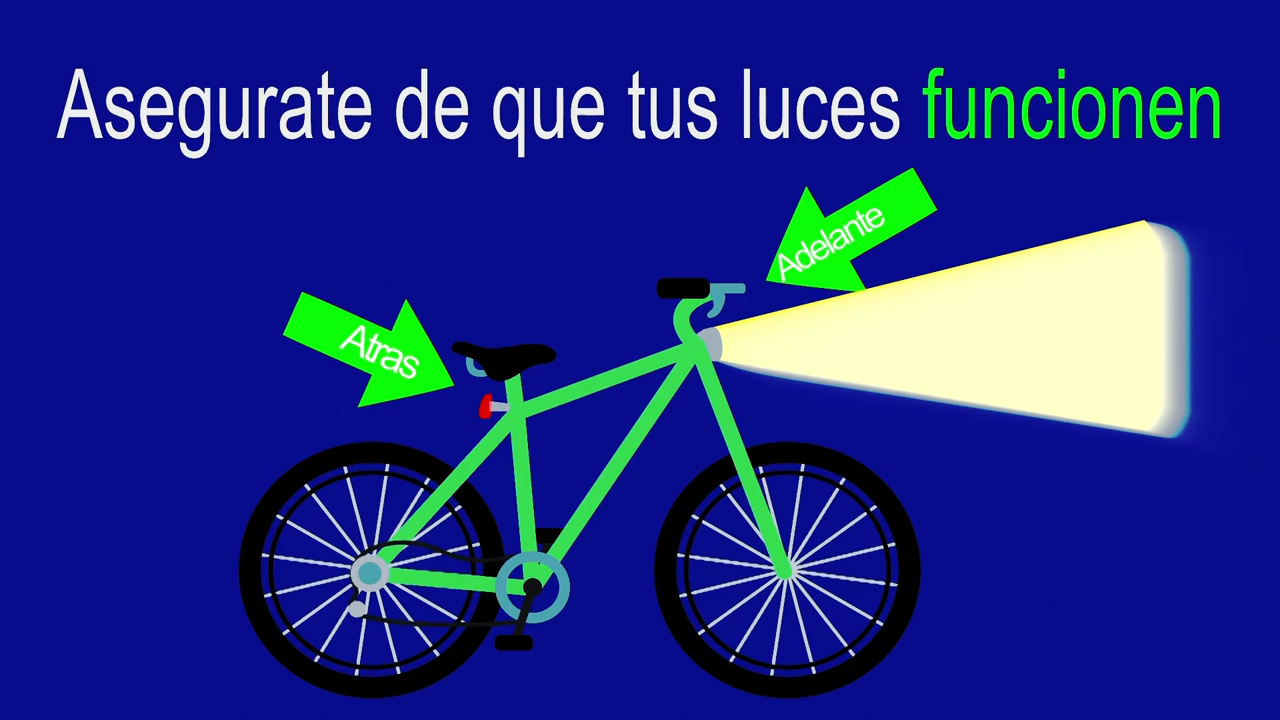 Asegurate de que tus luces funcionen
Adelante
Atras